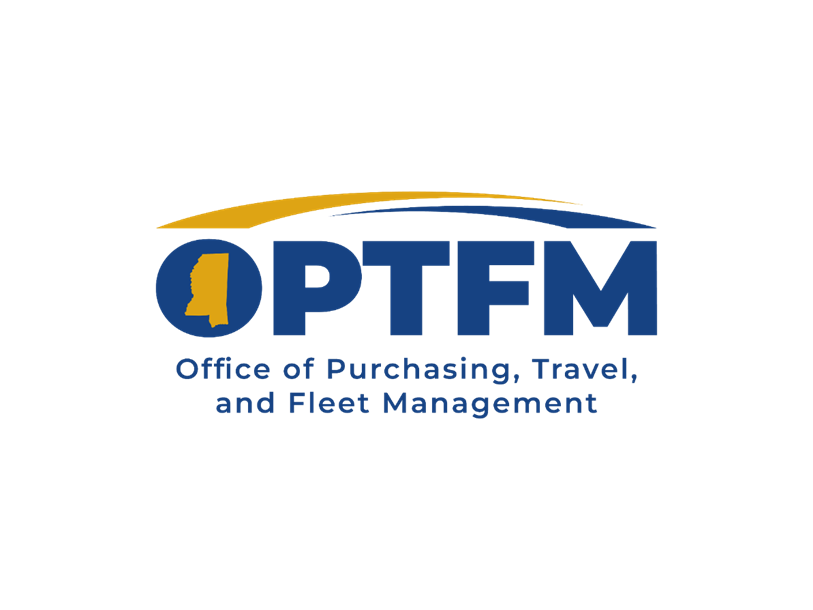 OPTFM
Office of Purchasing, Travel,
and Fleet Management